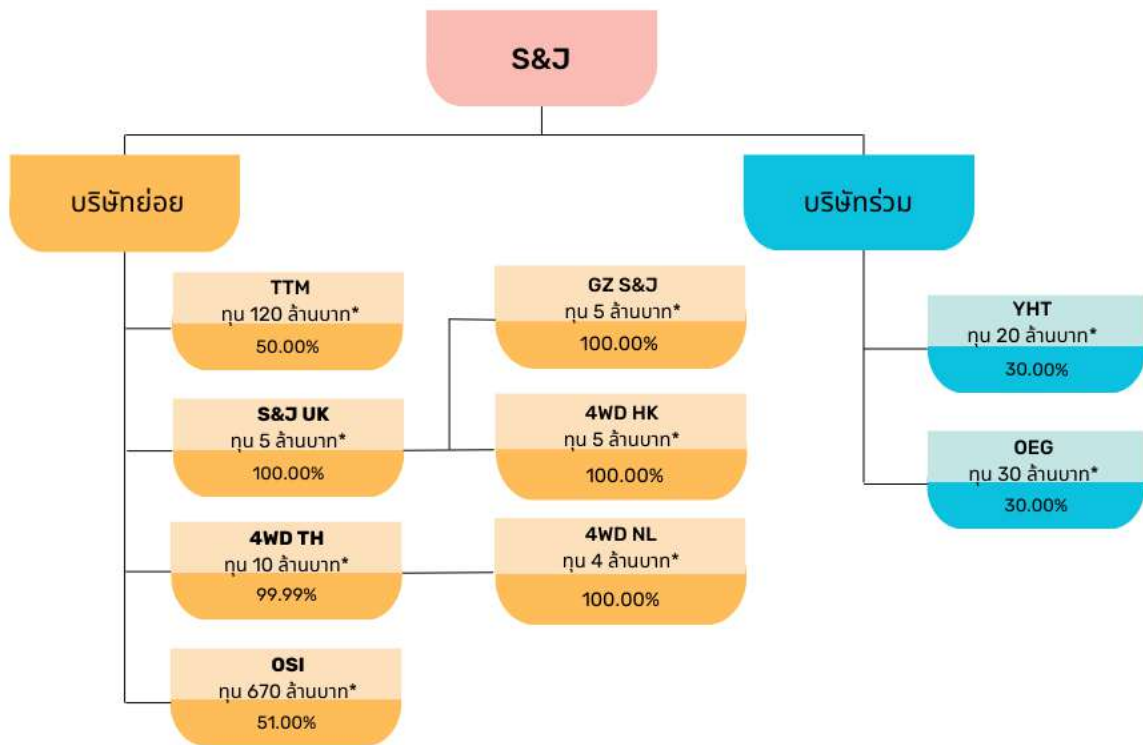 S&J
บริษัทย่อย
บริษัทร่วม
TTM
ทุน 120 ล้านบาท*
50.00%
GZ S&J
ทุน 5 ล้านบาท*
100.00%
YHT
ทุน 20 ล้านบาท*
30.00%
S&J UK
ทุน 5 ล้านบาท*
100.00%
4WD HK
ทุน 5 ล้านบาท*
100.00%
OEG
ทุน 30 ล้านบาท*
30.00%
4WD TH
ทุน 10 ล้านบาท*
99.99%
4WD NL
ทุน 4 ล้านบาท*
100.00%
OSI
ทุน 670 ล้านบาท*
51.00%